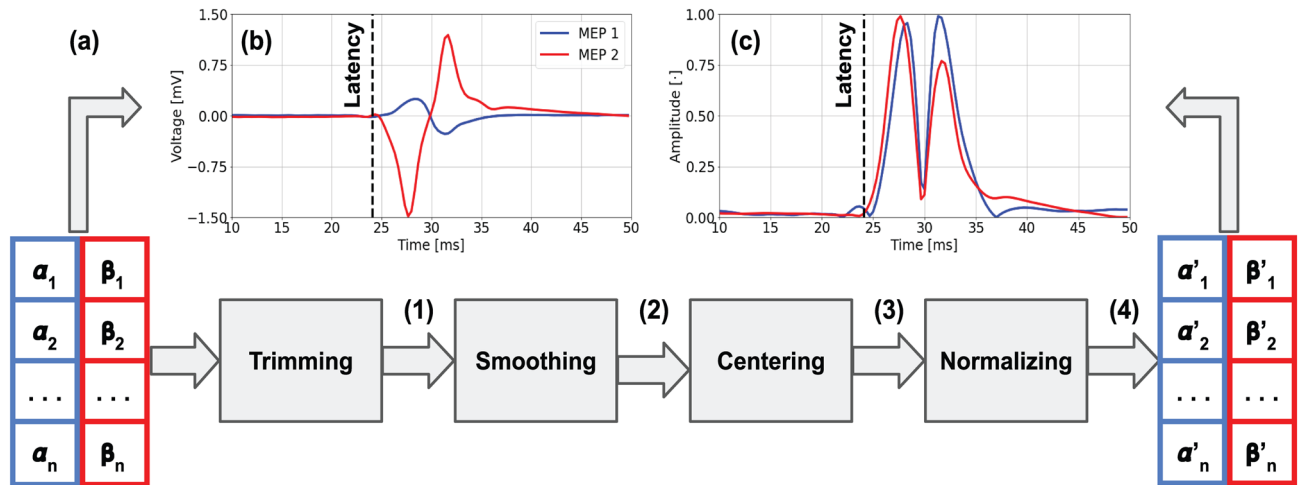 (a)
(b)
Latency
Voltage [mV]
1.50
0.75
0.00
−0.75
−1.50
MEP 1
MEP 2
10 15 20 25 30 35 40 45 50
Time [ms]
(c)
Latency
Amplitude [·]
1.00
0.75
0.50
0.25
0.00
10 15 20 25 30 35 40 45 50
Time [ms]
α₁ β₁
α₂ β₂
... ...
αₙ βₙ
Trimming
(1)
Smoothing
(2)
Centering
(3)
Normalizing
(4)
α’₁ β’₁
α’₂ β’₂
... ...
α’ₙ β’ₙ